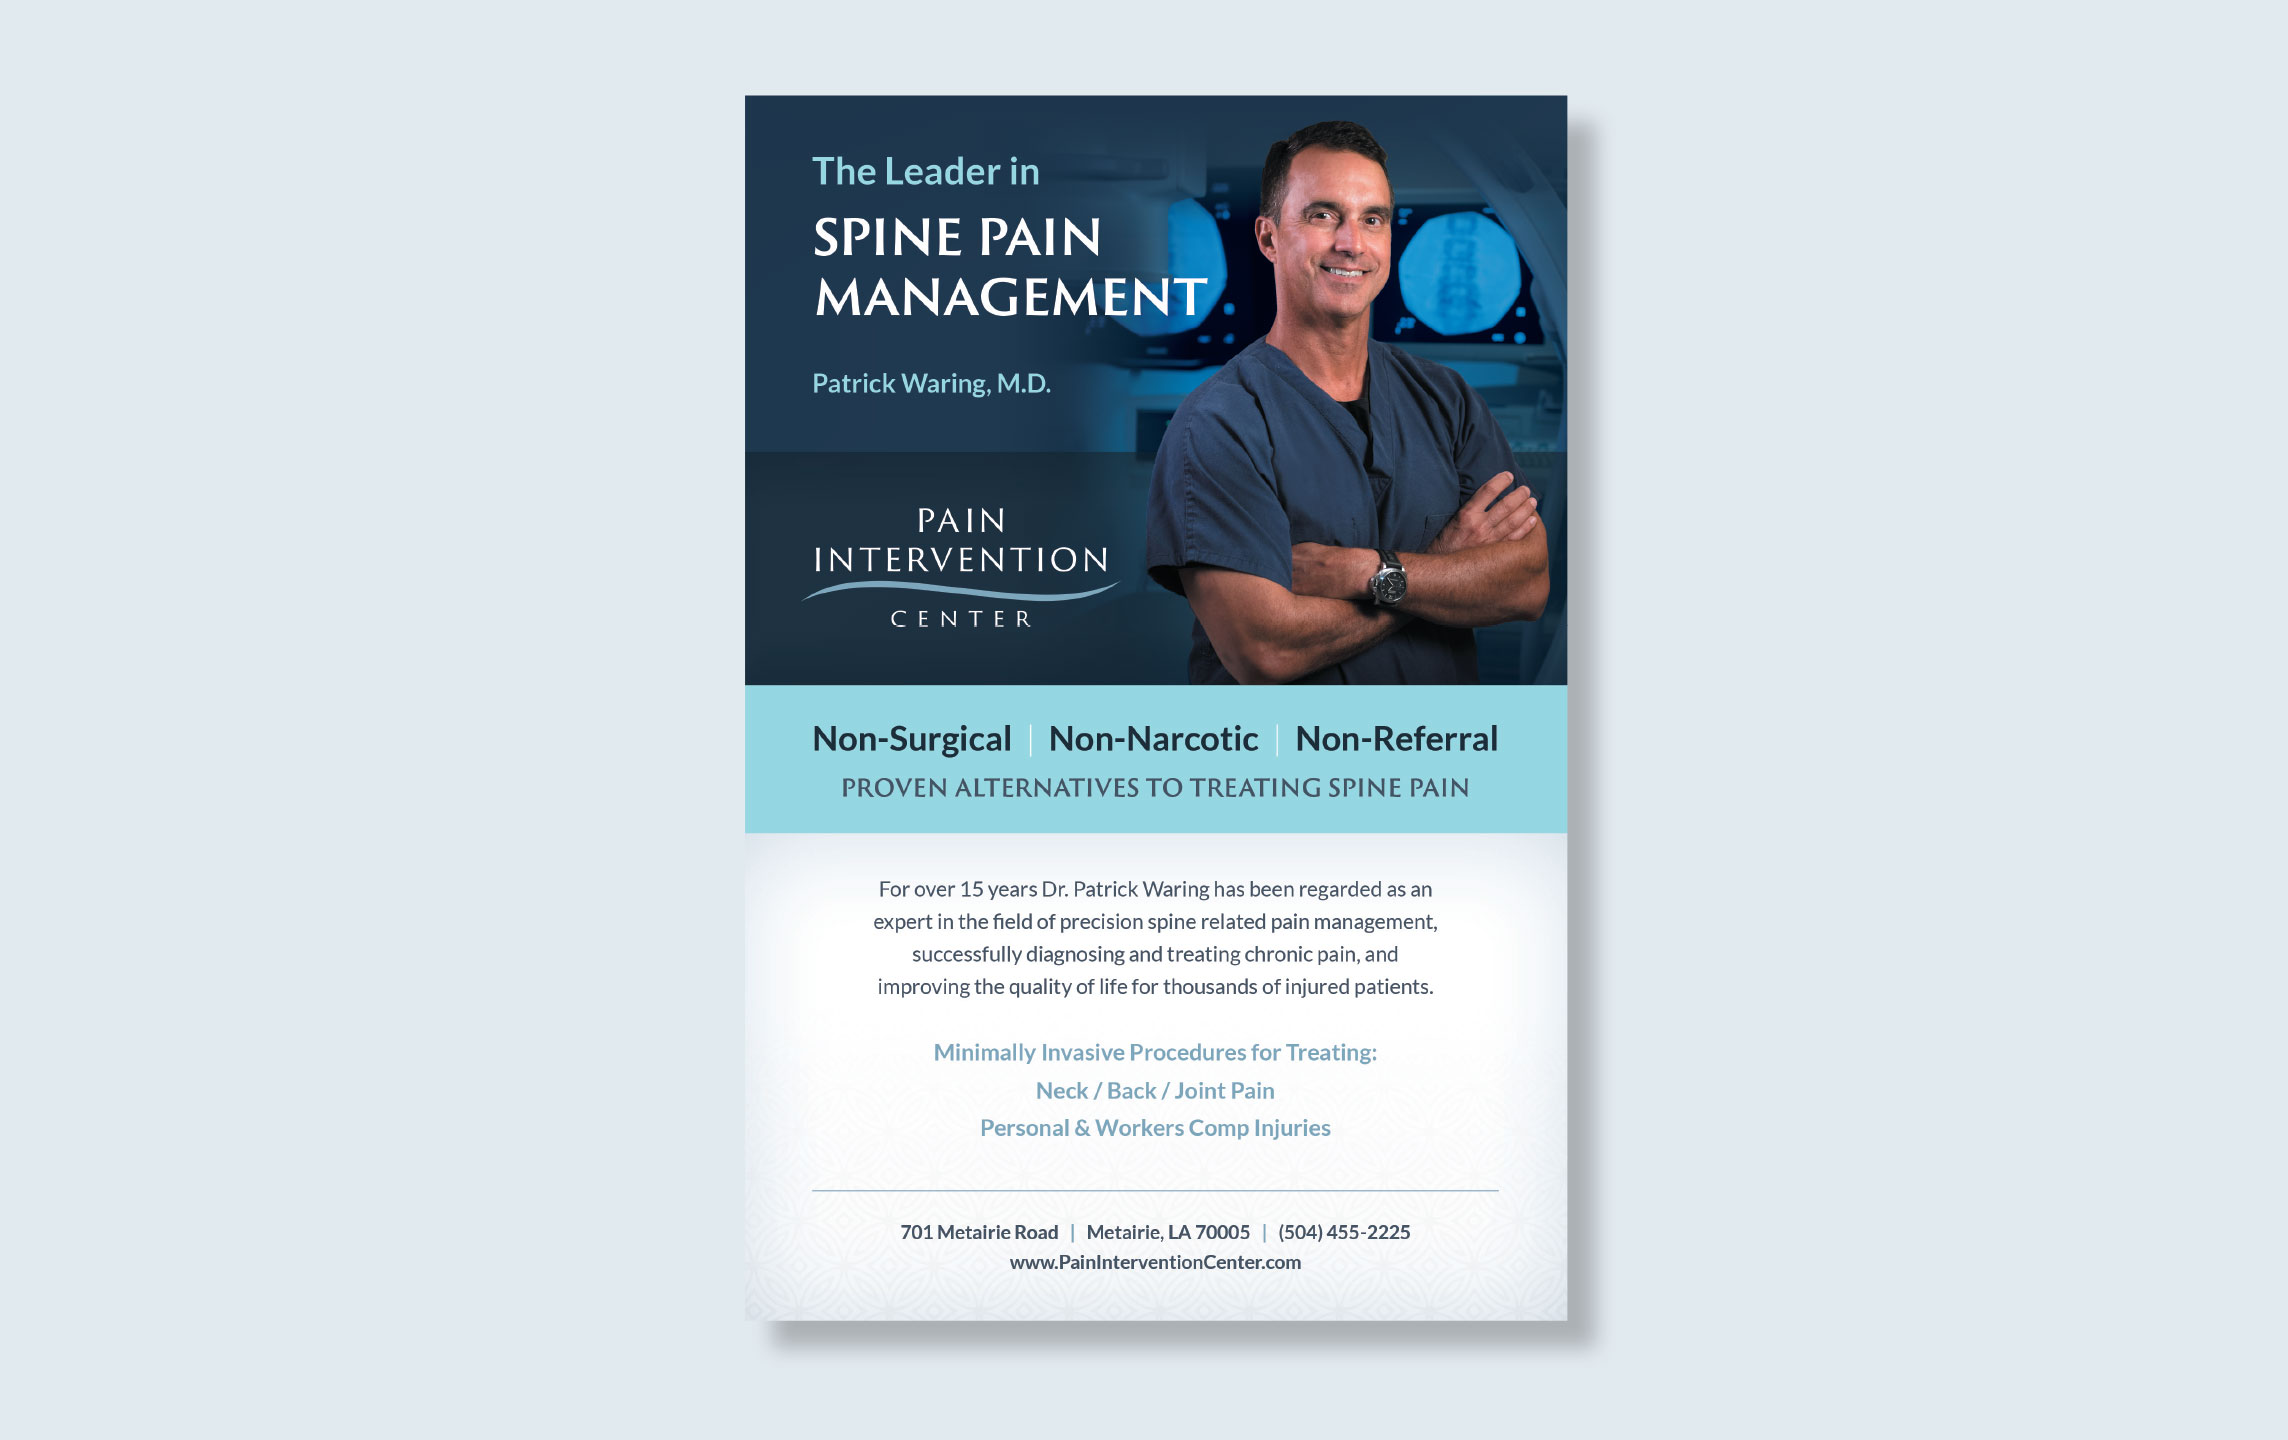 The Leader in
SPINE PAIN
MANAGEMENT
Patrick Waring, M.D.
PAIN
INTERVENTION
CENTER
Non-Surgical | Non-Narcotic | Non-Referral
PROVEN ALTERNATIVES TO TREATING SPINE PAIN
For over 15 years Dr. Patrick Waring has been regarded as an
expert in the field of precision spine related pain management,
successfully diagnosing and treating chronic pain, and
improving the quality of life for thousands of injured patients.
Minimally Invasive Procedures for Treating:
Neck / Back / Joint Pain
Personal & Workers Comp Injuries
701 Metairie Road | Metairie, LA 70005 | (504) 455-2225
www.PainInterventionCenter.com